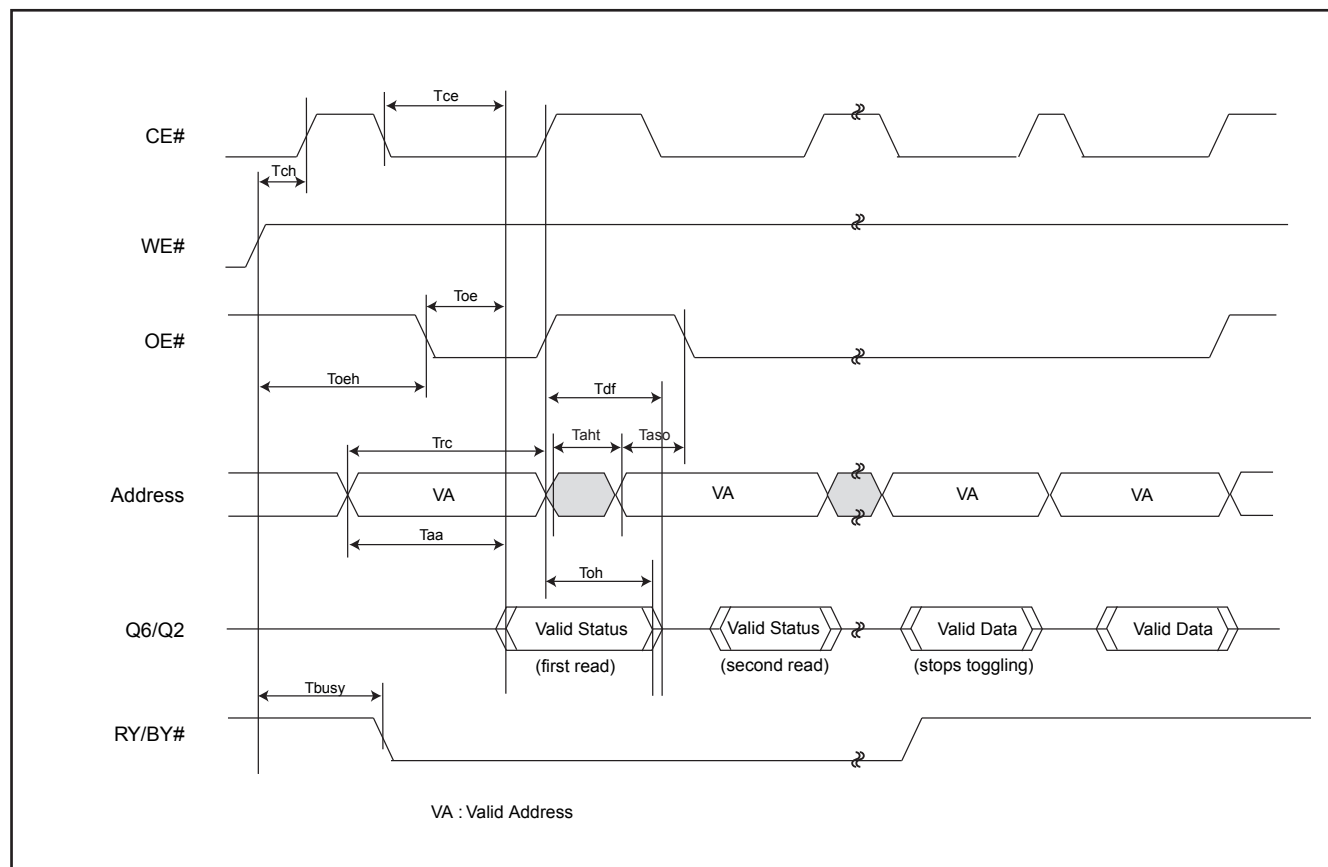 Tce
CE#
Tch
WE#
Toe
OE#
Toeh
Tdf
Trc
Taht
Taso
Address
VA
VA
VA
VA
Taa
Toh
Q6/Q2
Valid Status
Valid Status
Valid Data
Valid Data
(first read)
(second read)
(stops toggling)
Tbusy
RY/BY#
VA : Valid Address